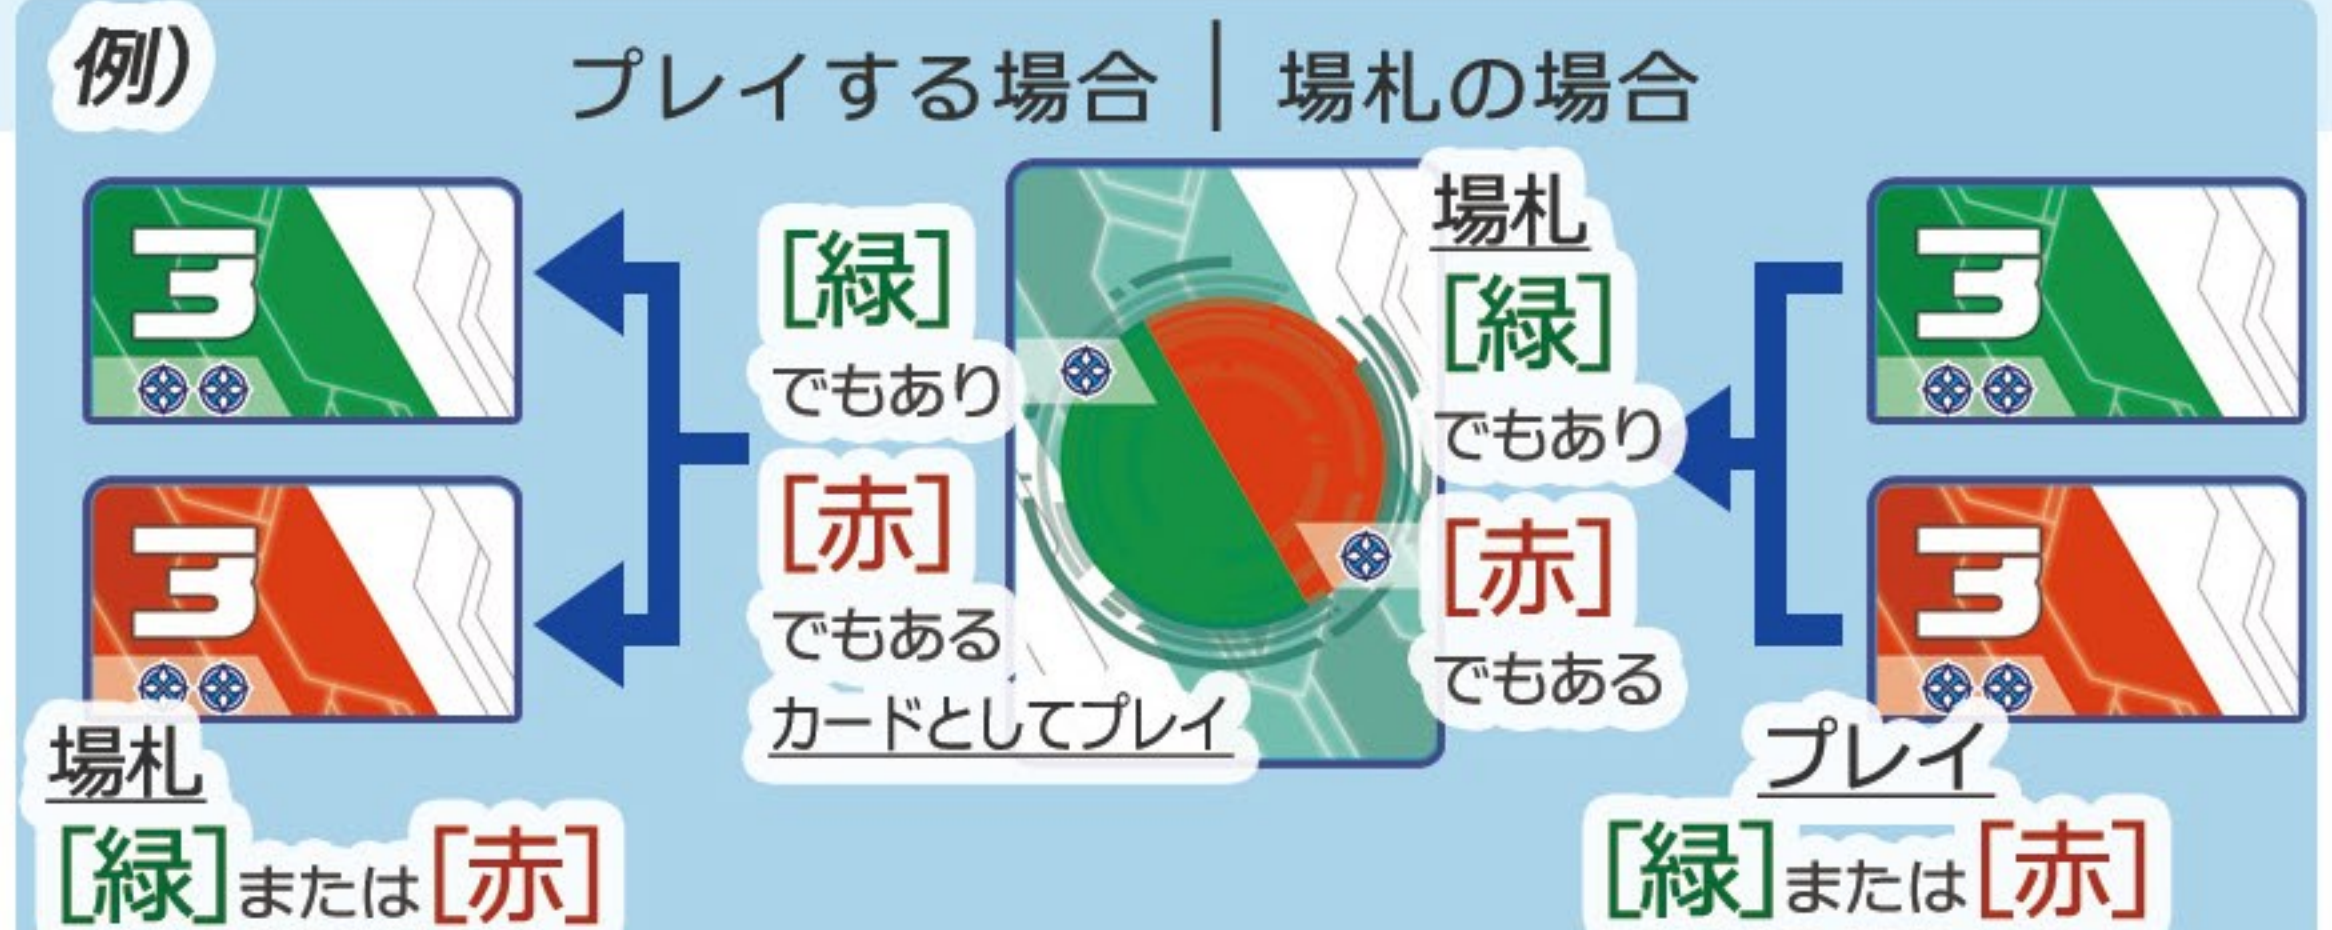 例)
プレイする場合 | 場札の場合
3
3
場札
[緑]または[赤]
[緑]
でもあり
[赤]
でもある
カードとしてプレイ
場札
[緑]
でもあり
[赤]
でもある
3
3
プレイ
[緑]または[赤]